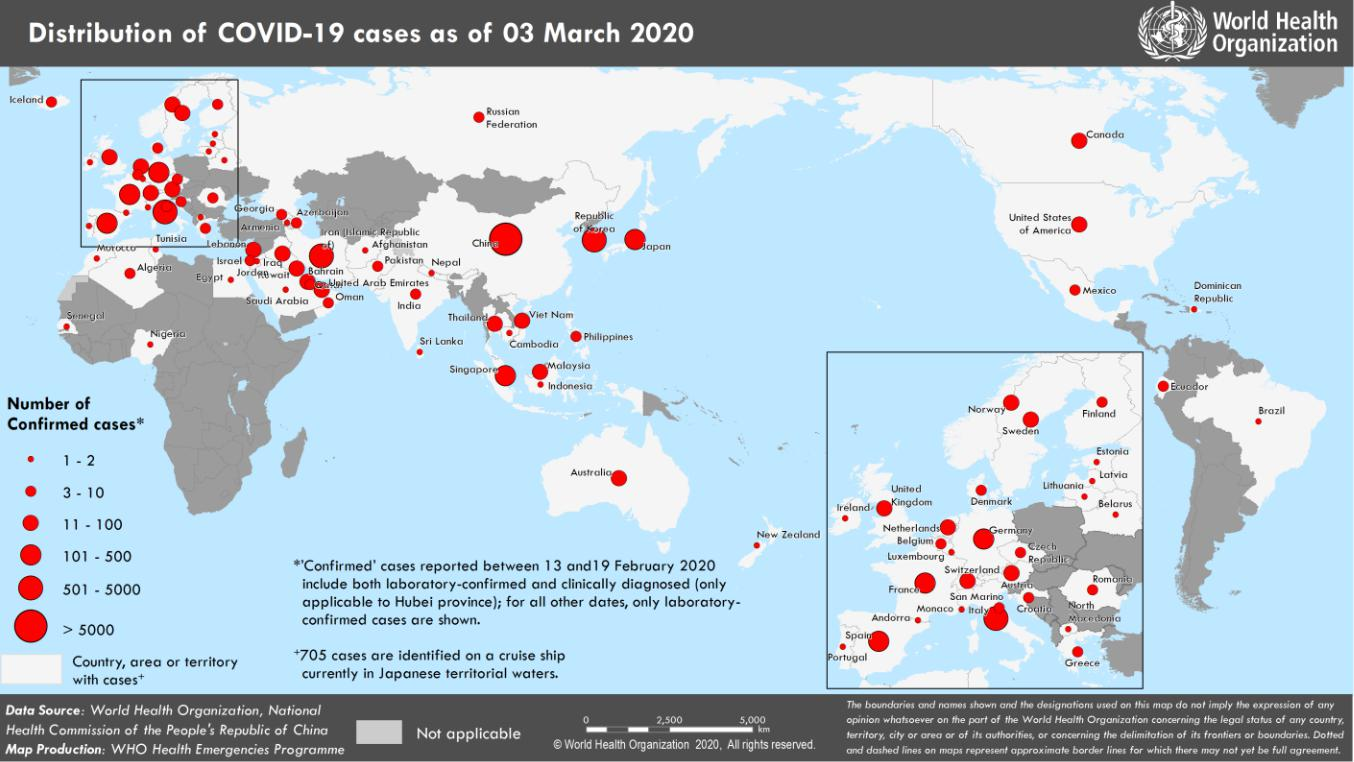 Distribution of COVID-19 cases as of 03 March 2020
World Health
Organization
Iceland
Russian
Federation
Canada
Georgia
Azerbaijan
Armenia
Republic
of Korea
United States
of America
Tunisia
Morocco
Lebanon
Iran (Islamic Republic
of)
Afghanistan
China
Japan
Algeria
Israel
Iraq
Pakistan
Nepal
Egypt
Jordan
Kuwait
Bahrain
United Arab Emirates
Saudi Arabia
Oman
India
Mexico
Dominican
Republic
Senegal
Nigeria
Thailand
Viet Nam
Cambodia
Philippines
Sri Lanka
Singapore
Malaysia
Indonesia
Ecuador
Brazil
Australia
New Zealand
Norway
Sweden
Finland
Estonia
Latvia
Lithuania
Belarus
United
Kingdom
Ireland
Denmark
Netherlands
Belgium
Luxembourg
Germany
Czech
Republic
Switzerland
Austria
France
San Marino
Romania
Monaco
Italy
Croatia
North
Macedonia
Andorra
Spain
Portugal
Greece
Number of
Confirmed cases*
1 - 2
3 - 10
11 - 100
101 - 500
501 - 5000
> 5000
Country, area or territory
with cases+
*'Confirmed' cases reported between 13 and19 February 2020
include both laboratory-confirmed and clinically diagnosed (only
applicable to Hubei province); for all other dates, only laboratory-
confirmed cases are shown.
+705 cases are identified on a cruise ship
currently in Japanese territorial waters.
Data Source: World Health Organization, National
Health Commission of the People's Republic of China
Map Production: WHO Health Emergencies Programme
Not applicable
0 2,500 5,000
km
© World Health Organization 2020, All rights reserved.
The boundaries and names shown and the designations used on this map do not imply the expression of any
opinion whatsoever on the part of the World Health Organization concerning the legal status of any country,
territory, city or area or of its authorities, or concerning the delimitation of its frontiers or boundaries. Dotted
and dashed lines on maps represent approximate border lines for which there may not yet be full agreement.